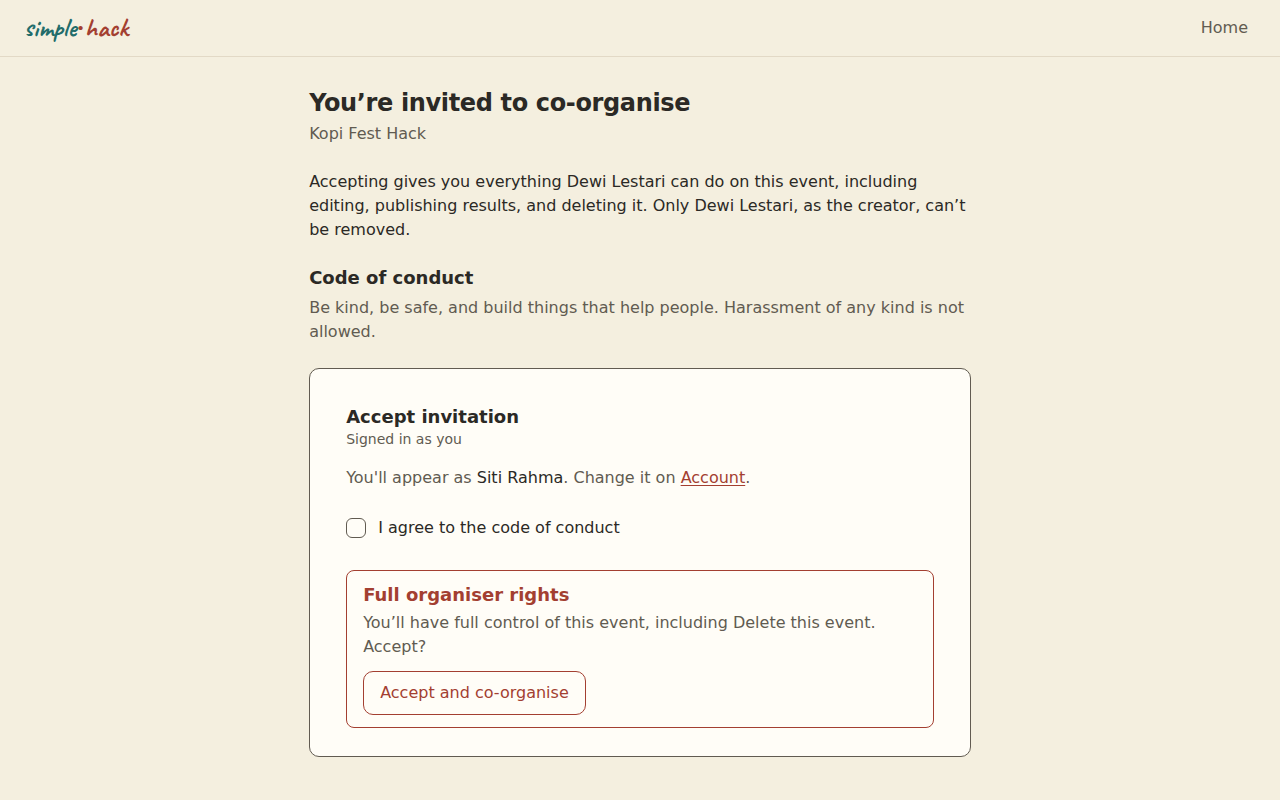 simple·hack
Home
You’re invited to co-organise
Kopi Fest Hack
Accepting gives you everything Dewi Lestari can do on this event, including
editing, publishing results, and deleting it. Only Dewi Lestari, as the creator, can’t
be removed.
Code of conduct
Be kind, be safe, and build things that help people. Harassment of any kind is not
allowed.
Accept invitation
Signed in as you
You'll appear as Siti Rahma. Change it on Account.
I agree to the code of conduct
Full organiser rights
You’ll have full control of this event, including Delete this event.
Accept?
Accept and co-organise